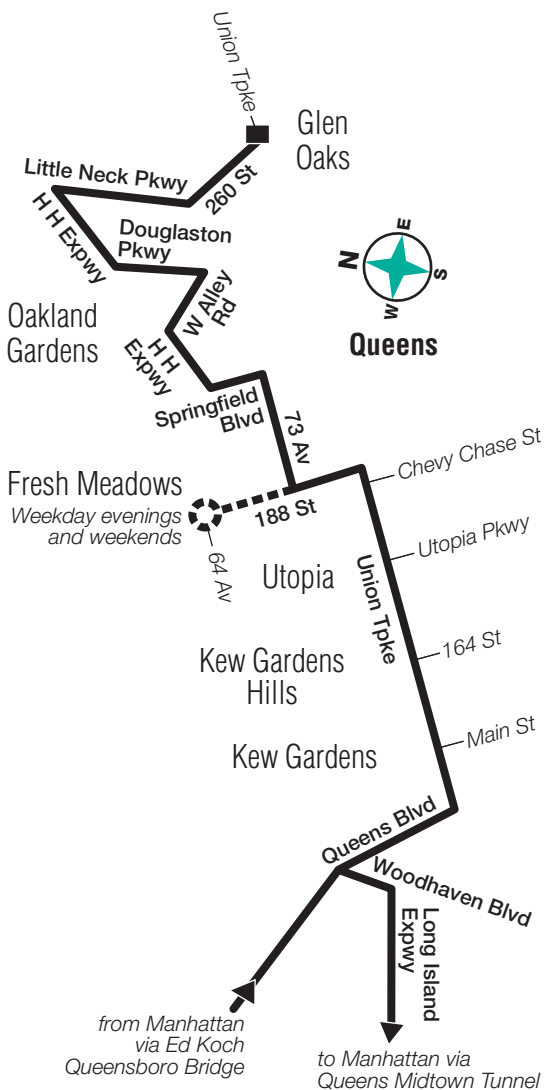 Union Tpke
Glen
Oaks
Little Neck Pkwy
260 St
H H Expwy
Douglaston
Pkwy
W Alley
Rd
N
E
S
W
Queens
Oakland
Gardens
H H
Expwy
Springfield
Blvd
73 Av
Chevy Chase St
Fresh Meadows
Weekday evenings
and weekends
188 St
64 Av
Utopia Pkwy
Utopia
Union Tpke
164 St
Kew Gardens
Hills
Main St
Kew Gardens
Queens Blvd
Woodhaven Blvd
Long Island
Expwy
from Manhattan
via Ed Koch
Queensboro Bridge
to Manhattan via
Queens Midtown Tunnel